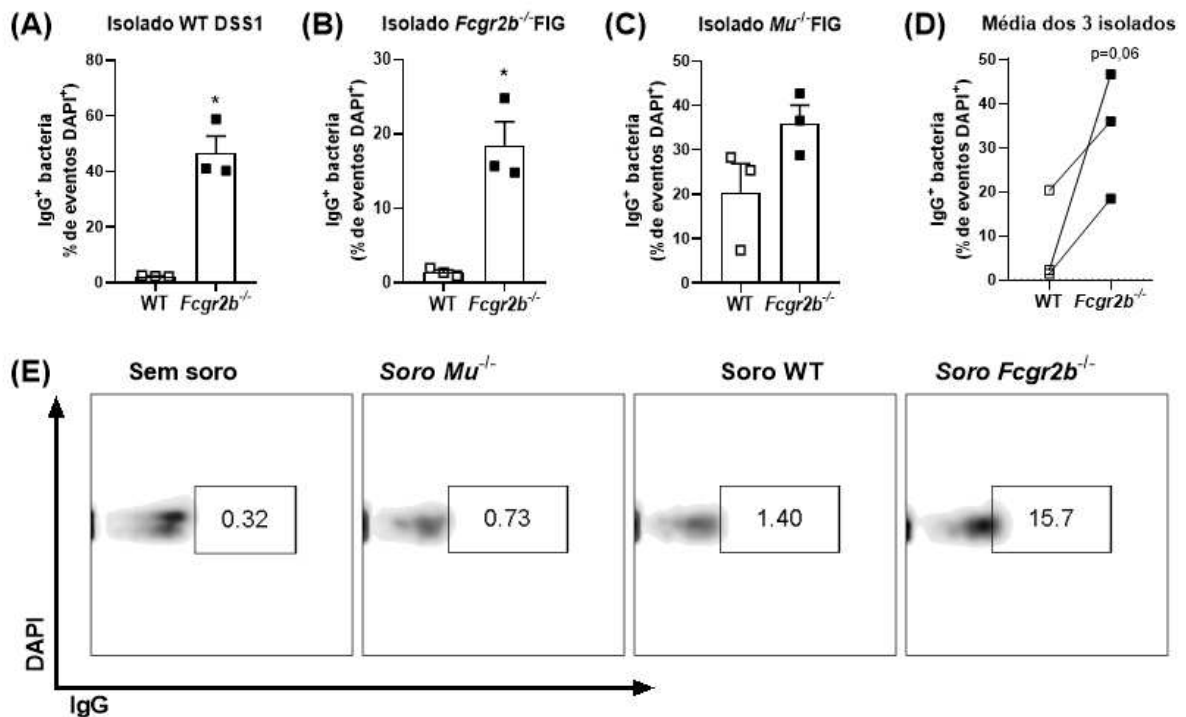 (A) Isolado WT DSS1
IgG+ bacteria
% de eventos DAPI+)
80
60
40
20
0
*
WT Fcgr2b-/-
(B) Isolado Fcgr2b-/-FIG
IgG+ bacteria
(% de eventos DAPI+)
30
20
10
0
*
WT Fcgr2b-/-
(C) Isolado Mu-/-FIG
IgG+ bacteria
(% de eventos DAPI+)
50
40
30
20
10
0
WT Fcgr2b-/-
(D) Média dos 3 isolados
p=0,06
IgG+ bacteria
(% de eventos DAPI+)
50
40
30
20
10
0
WT Fcgr2b-/-
(E) Sem soro Soro Mu-/- Soro WT Soro Fcgr2b-/-
0.32 0.73 1.40 15.7
DAPI
IgG